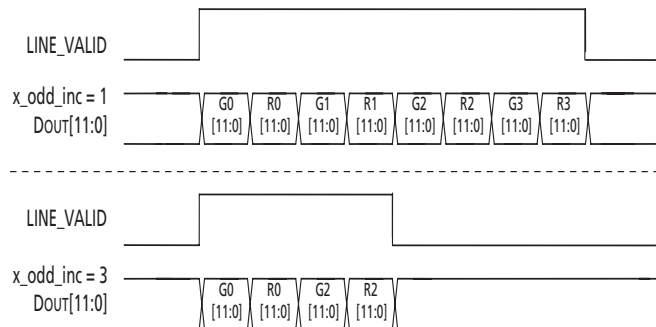 LINE_VALID
x_odd_inc = 1
DOUT[11:0]
G0 R0 G1 R1 G2 R2 G3 R3
[11:0] [11:0] [11:0] [11:0] [11:0] [11:0] [11:0] [11:0]
LINE_VALID
x_odd_inc = 3
DOUT[11:0]
G0 R0 G2 R2
[11:0] [11:0] [11:0] [11:0]